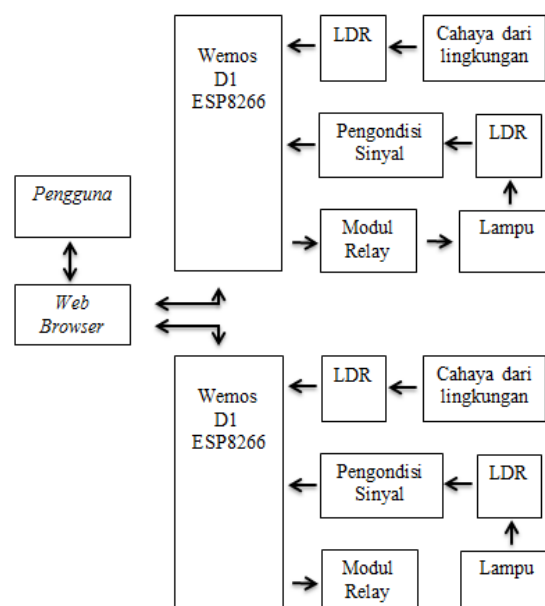 Pengguna
Web
Browser
Wemos
D1
ESP8266
LDR
Cahaya dari
lingkungan
Pengondisi
Sinyal
LDR
Modul
Relay
Lampu
Wemos
D1
ESP8266
LDR
Cahaya dari
lingkungan
Pengondisi
Sinyal
LDR
Modul
Relay
Lampu